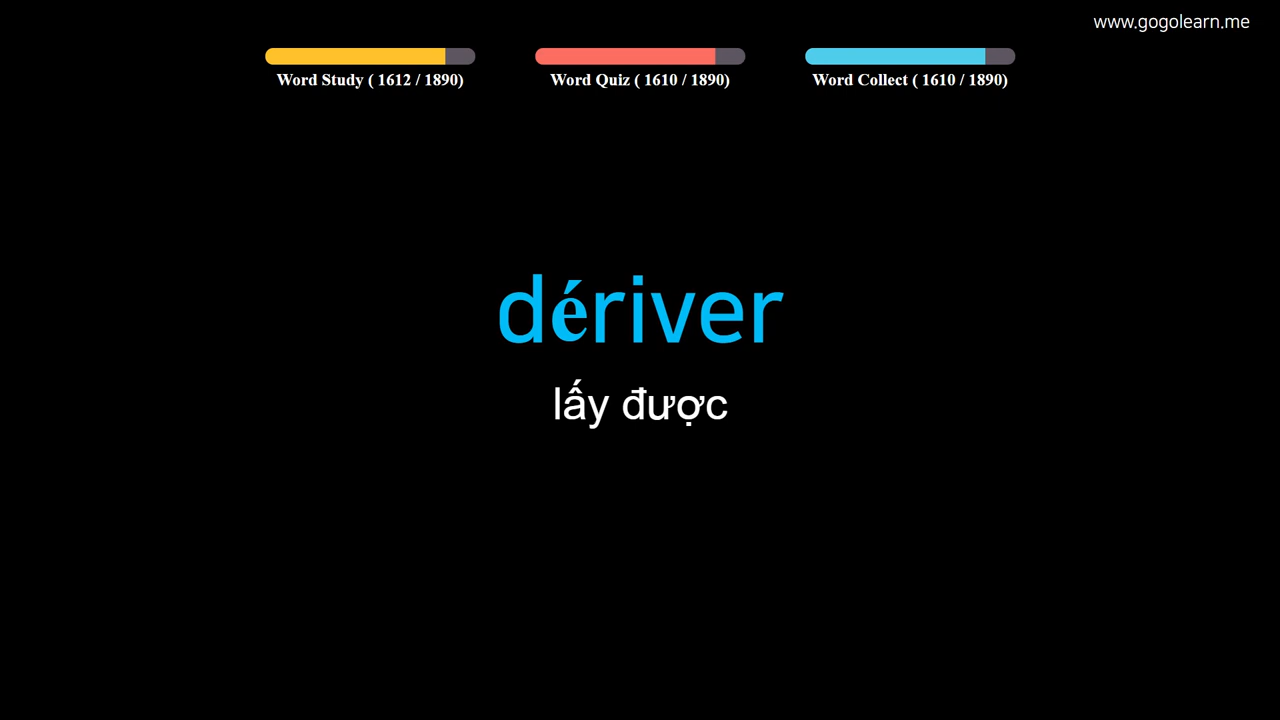 www.gogolearn.me
Word Study ( 1612 / 1890)
Word Quiz ( 1610 / 1890)
Word Collect ( 1610 / 1890)
dériver
lấy được